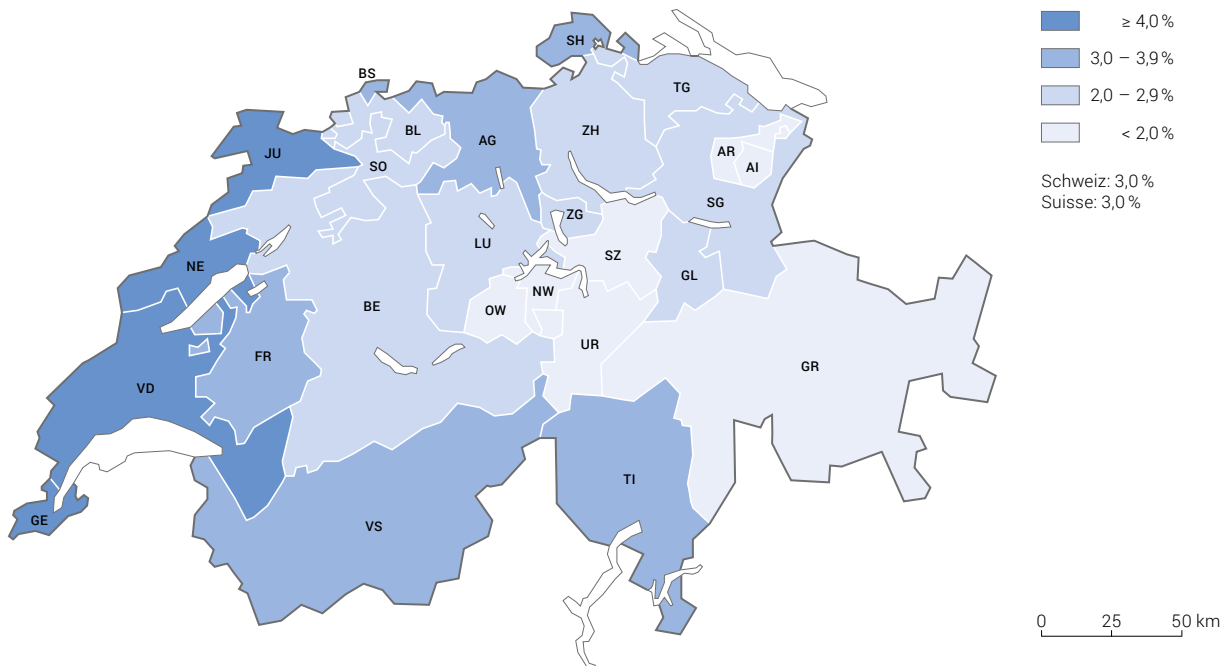 ≥ 4,0 %
3,0 – 3,9 %
2,0 – 2,9 %
< 2,0 %
Schweiz: 3,0 %
Suisse: 3,0 %
SH
BS
TG
BL
ZH
AG
JU
SO
AR
AI
SG
ZG
LU
SZ
NE
GL
NW
OW
BE
UR
FR
GR
VD
TI
GE
VS
0 25 50 km